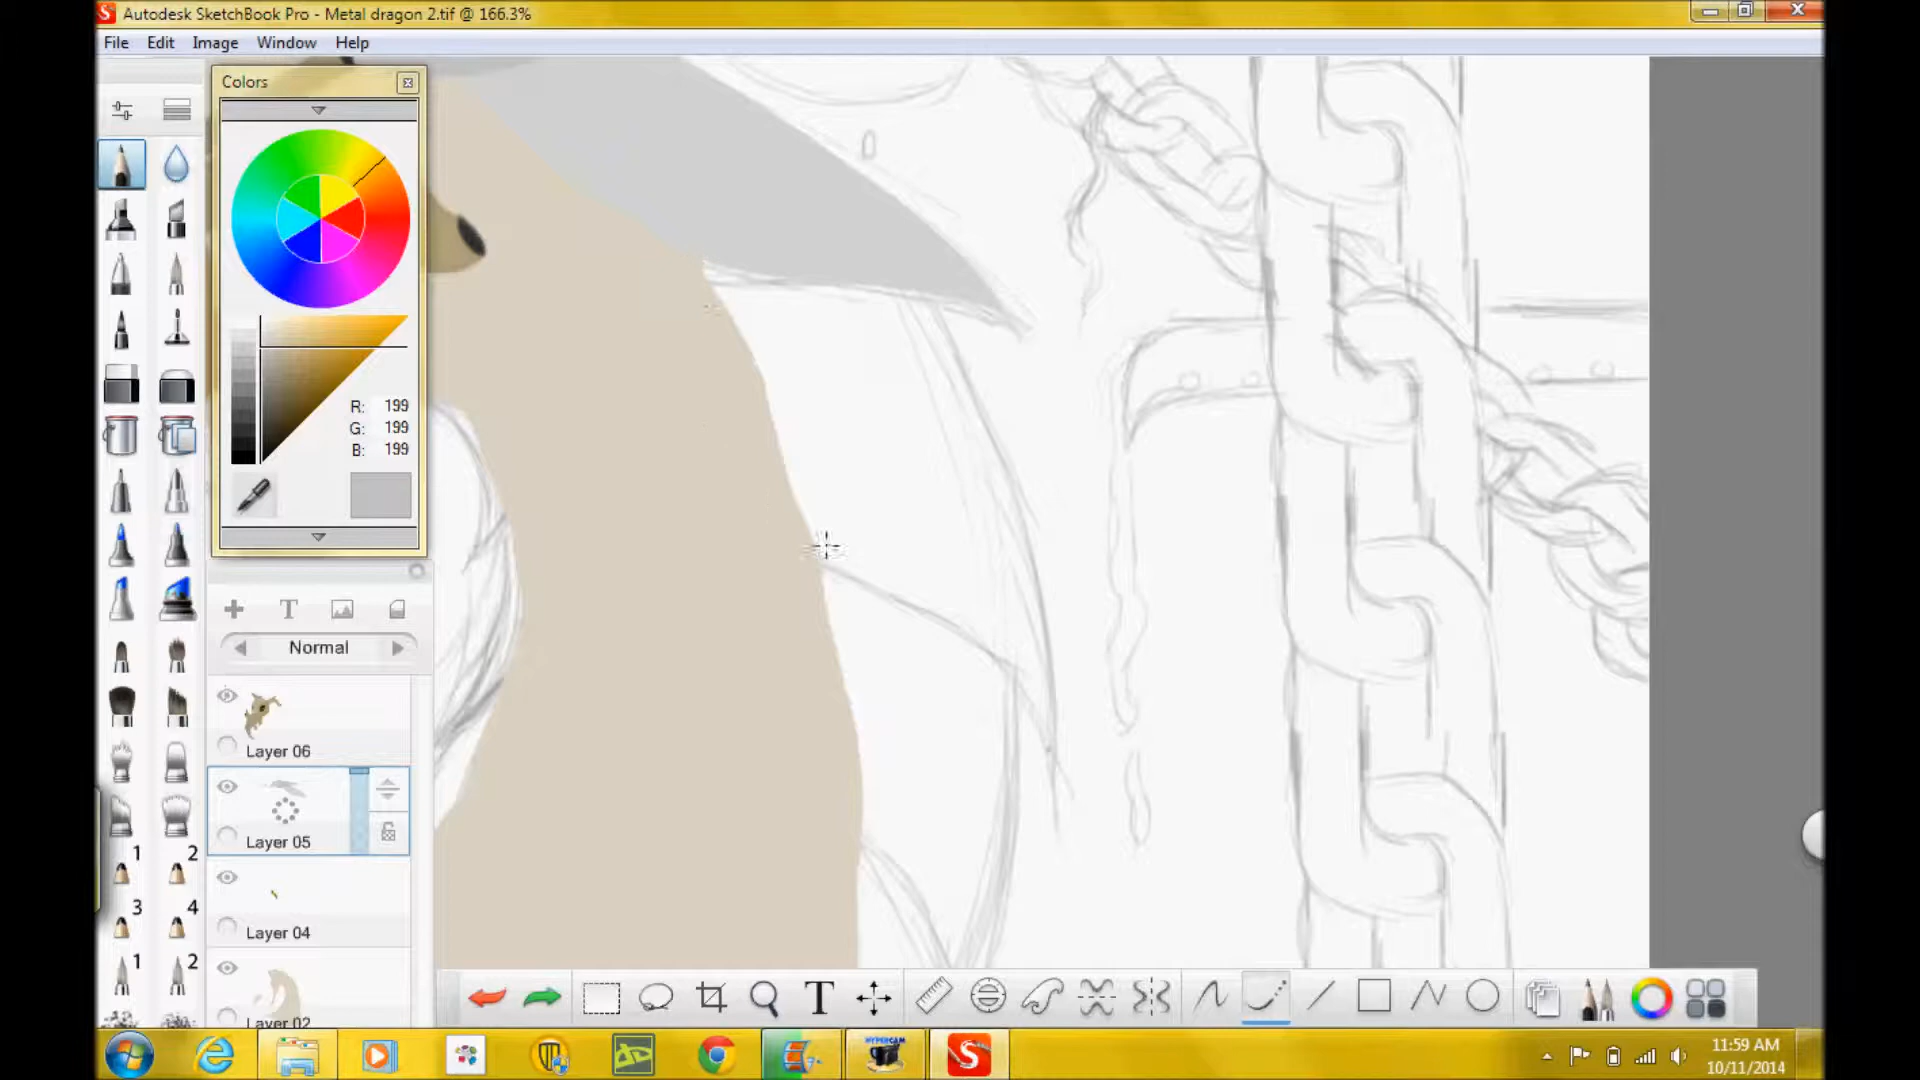 Autodesk SketchBook Pro - Metal dragon 2.tif @ 166.3%
File Edit Image Window Help
Colors
R: 199
G: 199
B: 199
T
Normal
Layer 06
Layer 05
1 2
Layer 04
3 4
1 2
Layer 02
T
HYPERCAM
S
11:59 AM
10/11/2014